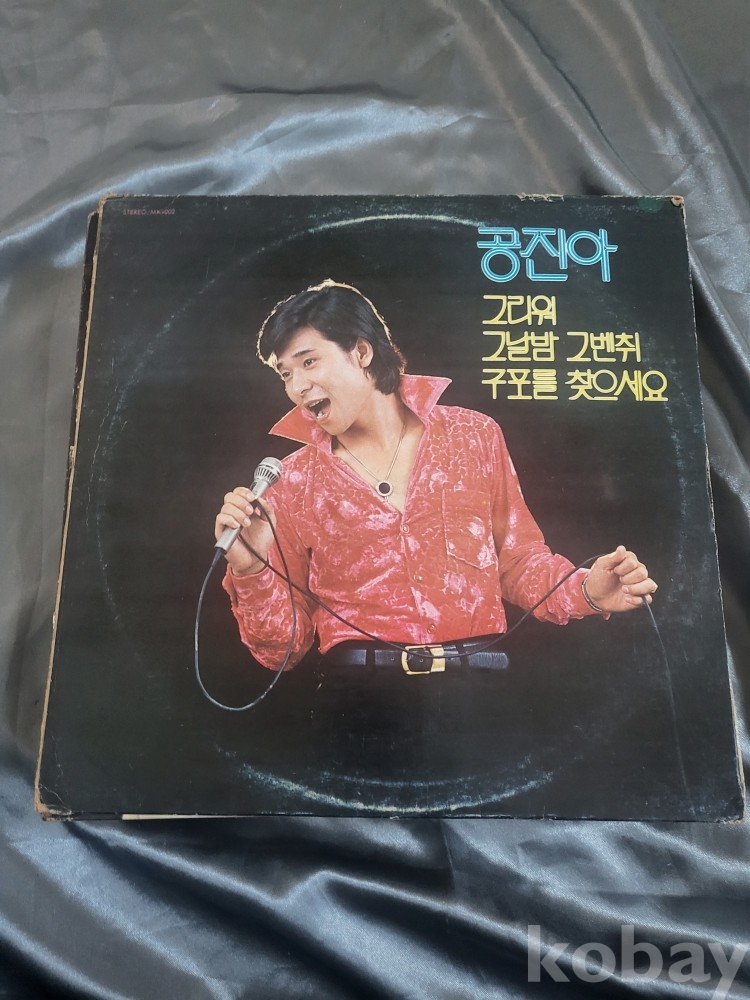 STEREO
공진아
그리워
그날밤 그벤취
구포를 찾으세요
kobay